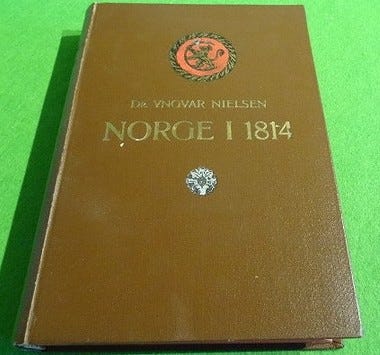 DR. YNGVAR NIELSEN
NORGE I 1814